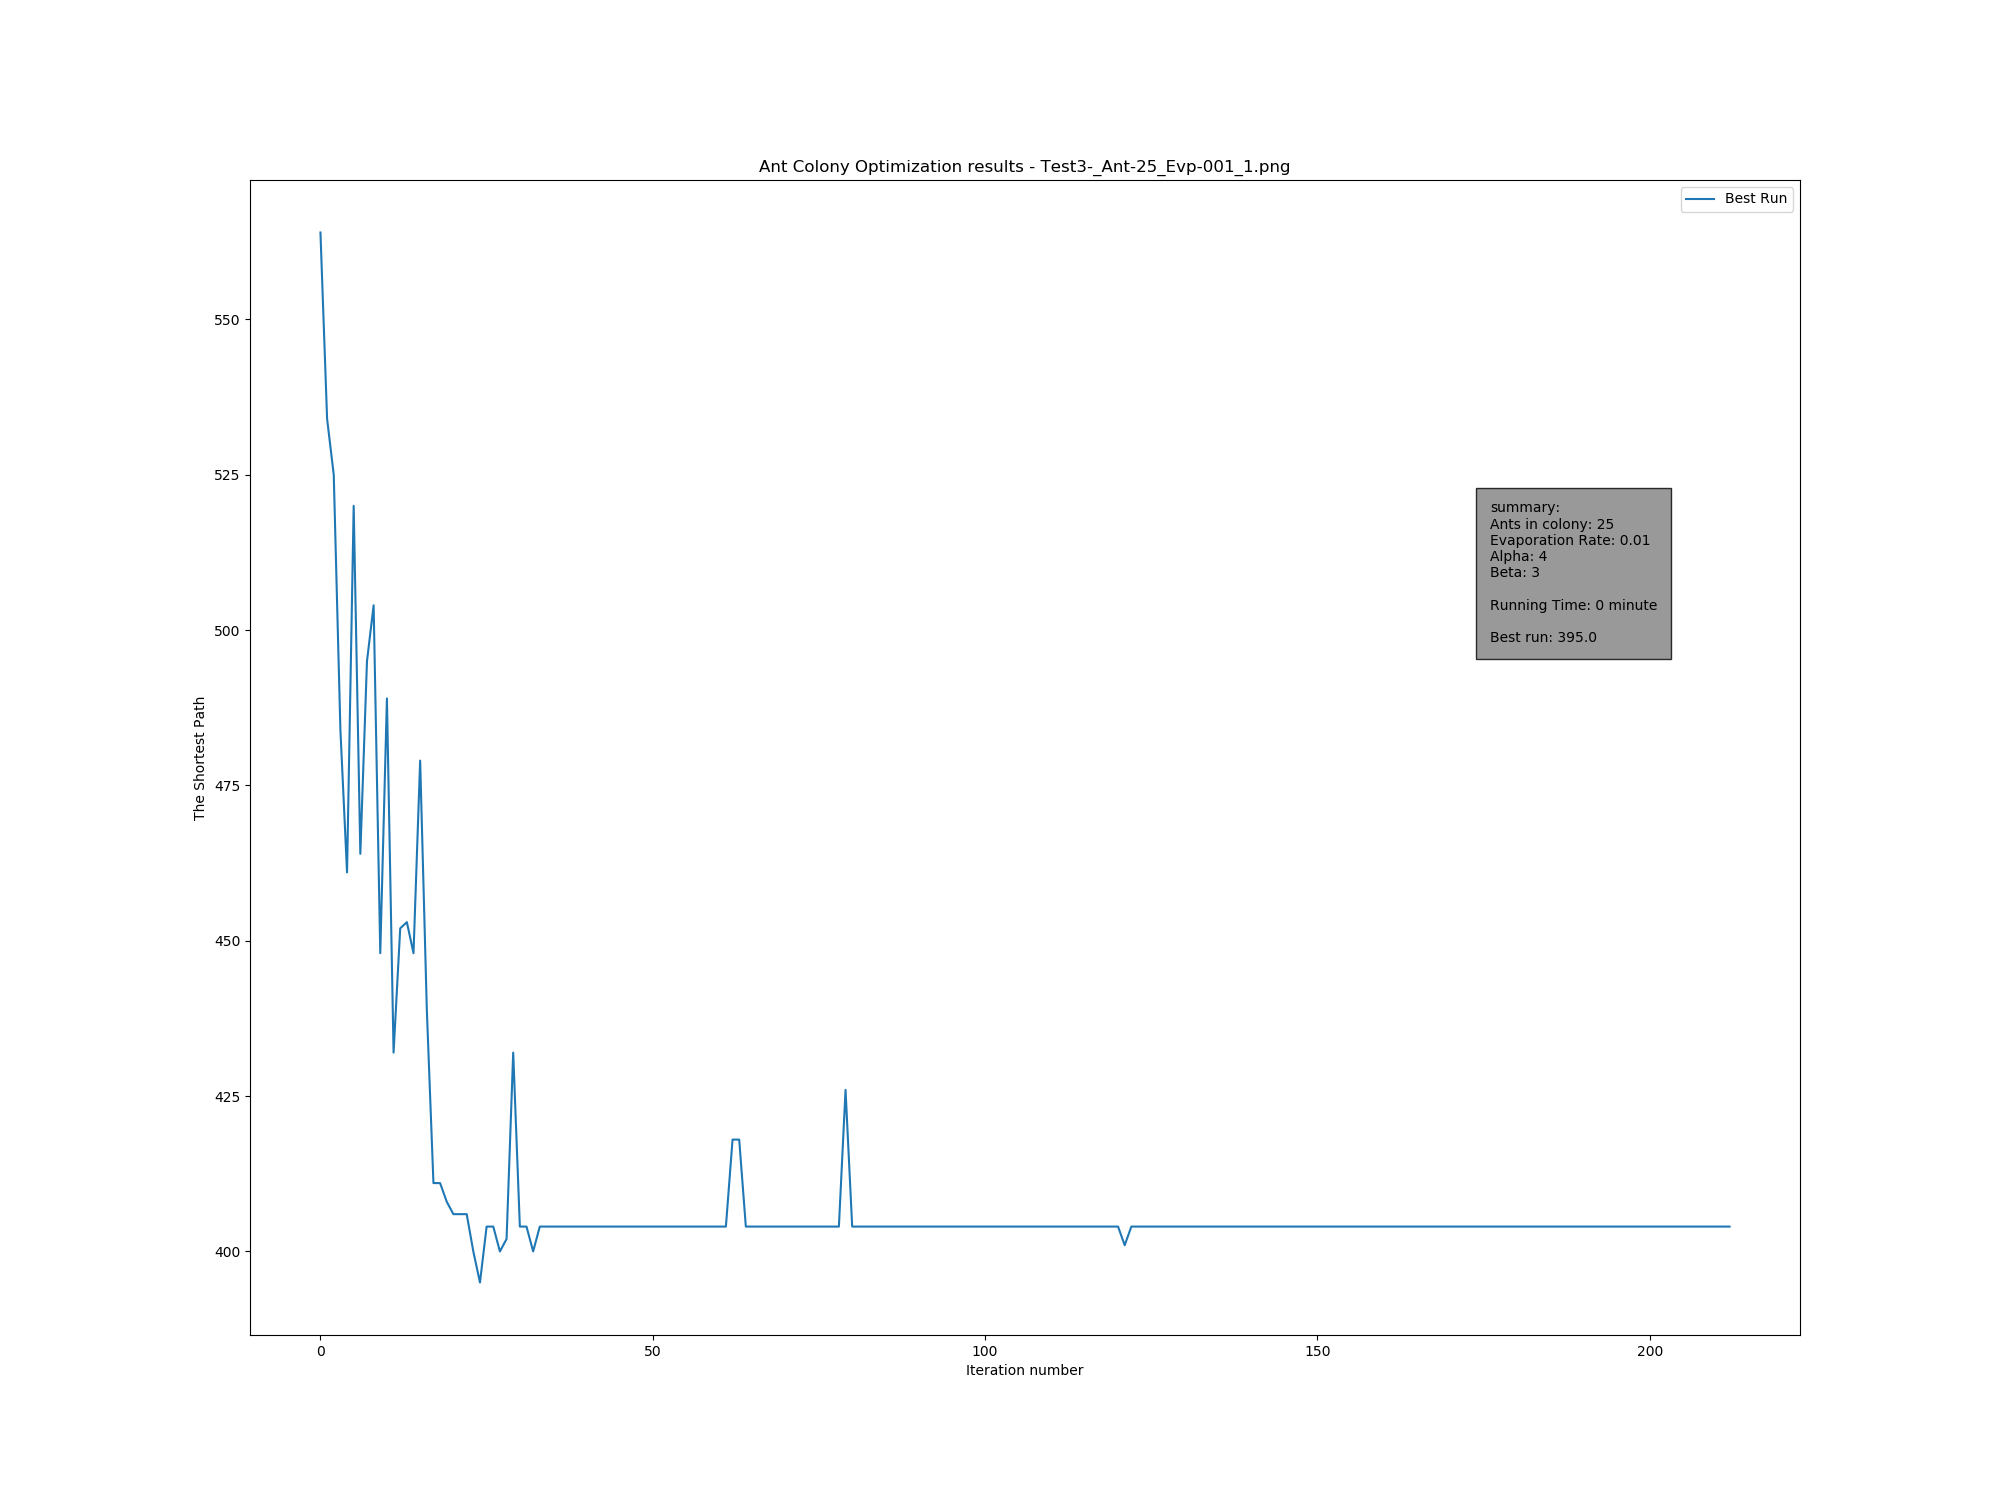 Ant Colony Optimization results - Test3-_Ant-25_Evp-001_1.png
Best Run
550
525
500
475
450
425
400
The Shortest Path
summary:
Ants in colony: 25
Evaporation Rate: 0.01
Alpha: 4
Beta: 3
Running Time: 0 minute
Best run: 395.0
0 50 100 150 200
Iteration number